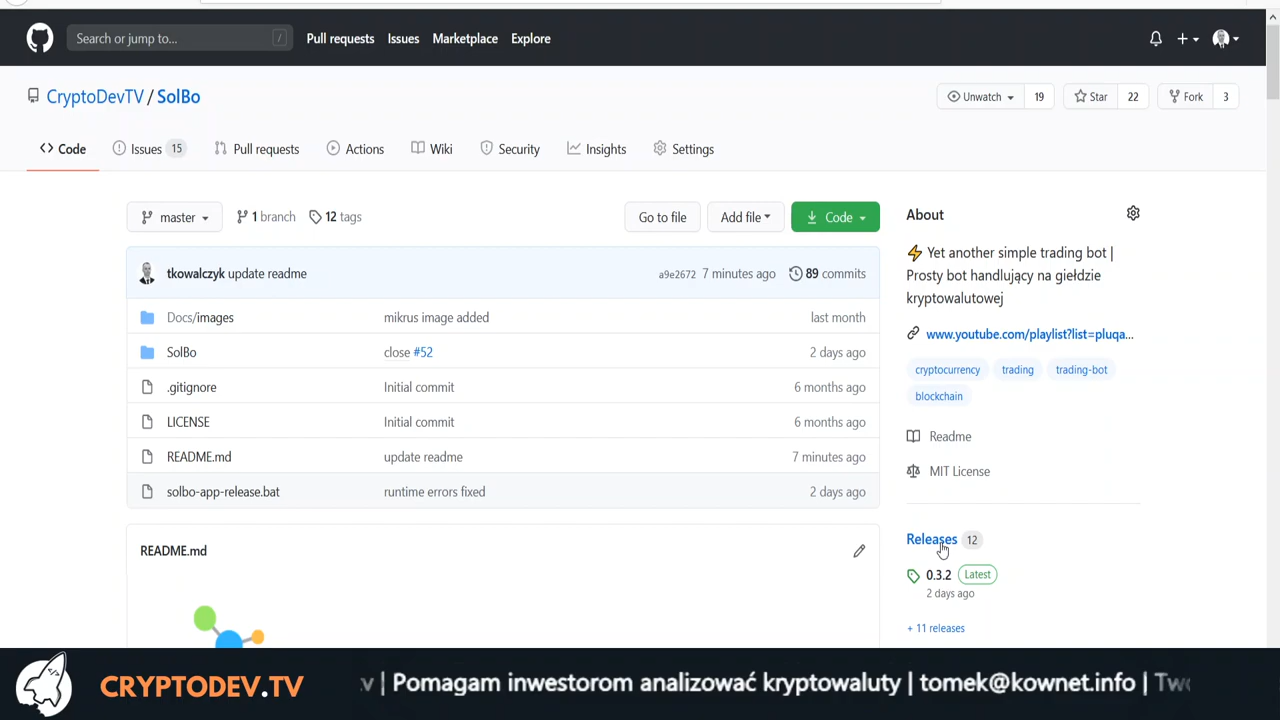 Search or jump to... /
Pull requests Issues Marketplace Explore
CryptoDevTV / SolBo
Unwatch 19 Star 22 Fork 3
Code Issues 15 Pull requests Actions Wiki Security Insights Settings
master 1 branch 12 tags Go to file Add file Code
tkowalczyk update readme a9e2672 7 minutes ago 89 commits
Docs/images mikrus image added last month
SolBo close #52 2 days ago
.gitignore Initial commit 6 months ago
LICENSE Initial commit 6 months ago
README.md update readme 7 minutes ago
solbo-app-release.bat runtime errors fixed 2 days ago
README.md
About
⚡ Yet another simple trading bot |
Prosty bot handlujący na giełdzie
kryptowalutowej
www.youtube.com/playlist?list=pluqa...
cryptocurrency trading trading-bot
blockchain
Readme
MIT License
Releases 12
0.3.2 Latest
2 days ago
+ 11 releases
CRYPTODEV.TV v | Pomagam inwestorom analizować kryptowaluty | tomek@kownet.info |